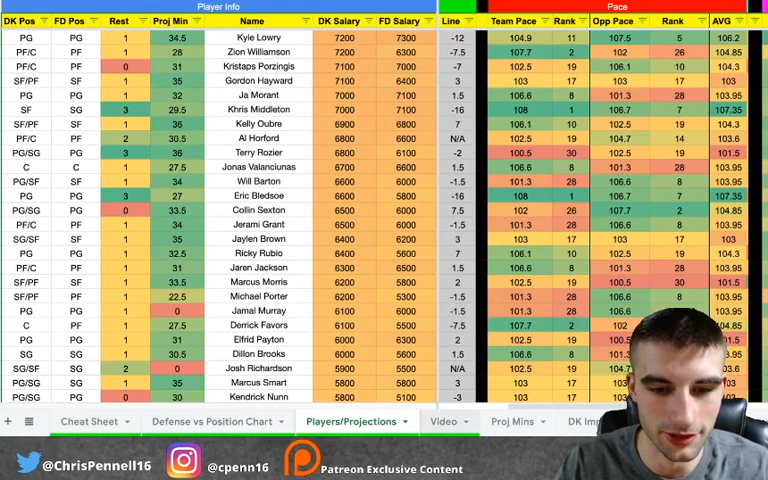 Player Info Pace
DK Pos FD Pos Rest Proj Min Name DK Salary FD Salary Line Team Pace Rank Opp Pace Rank AVG
PG PG 1 34.5 Kyle Lowry 7200 7300 -12 104.9 11 107.5 5 106.2
PF/C PF 1 28 Zion Williamson 7200 6300 -7.5 107.7 2 102 26 104.85
PF/C PF 0 31 Kristaps Porzingis 7100 7000 -7 102.5 19 106.1 10 104.3
SF/PF SF 1 35 Gordon Hayward 7100 6400 3 103 17 103 17 103
PG PG 1 32 Ja Morant 7000 7100 1.5 106.6 8 101.3 28 103.95
SF SG 3 29.5 Khris Middleton 7000 7100 -16 108 1 106.7 7 107.35
SF/PF SF 1 36 Kelly Oubre 6900 6800 7 106.1 10 102.5 19 104.3
PF/C PF 2 30.5 Al Horford 6800 6600 N/A 102.5 19 104.7 14 103.6
PG/SG PG 3 36 Terry Rozier 6800 6100 -2 100.5 30 102.5 19 101.5
C C 1 27.5 Jonas Valanciunas 6700 6600 1.5 106.6 8 101.3 28 103.95
PG/SF SF 1 34 Will Barton 6600 6600 -1.5 101.3 28 106.6 8 103.95
PG PG 3 27 Eric Bledsoe 6600 5800 -16 108 1 106.7 7 107.35
PG/SG PG 0 33.5 Collin Sexton 6500 6000 7.5 102 26 107.7 2 104.85
PF/C PF 1 34 Jerami Grant 6500 6200 -1.5 101.3 28 106.6 8 103.95
SG/SF SF 1 35 Jaylen Brown 6400 6200 3 103 17 103 17 103
PG PG 1 32.5 Ricky Rubio 6400 5600 7 106.1 10 102.5 19 104.3
PF/C PF 1 31 Jaren Jackson 6300 6500 1.5 106.6 8 101.3 28 103.95
SF/PF SF 1 33.5 Marcus Morris 6200 5800 2 102.5 19 100.5 30 101.5
SF/PF SF 1 22.5 Michael Porter 6200 5300 -1.5 101.3 28 106.6 8 103.95
PG PG 1 0 Jamal Murray 6100 6000 -1.5 101.3 28 106.6 103.95
C PF 1 27.5 Derrick Favors 6100 5500 -7.5 107.7 2 102 104.85
PG PG 1 31 Elfrid Payton 6000 6300 2 102.5 19 100.5 01.5
SG SG 1 30.5 Dillon Brooks 6000 5600 1.5 106.6 8 101.3 03.95
SG/SF SG 2 0 Josh Richardson 5900 5500 N/A 102.5 19 104.7
PG/SG PG 1 35 Marcus Smart 5800 5800 3 103 17 103 103
PG/SG PG 0 30 Kendrick Nunn 5800 5100 -3 103 17 103
+ Cheat Sheet Defense vs Position Chart Players/Projections Video Proj Mins DK Im
@ChrisPennell16 @cpenn16 Patreon Exclusive Content